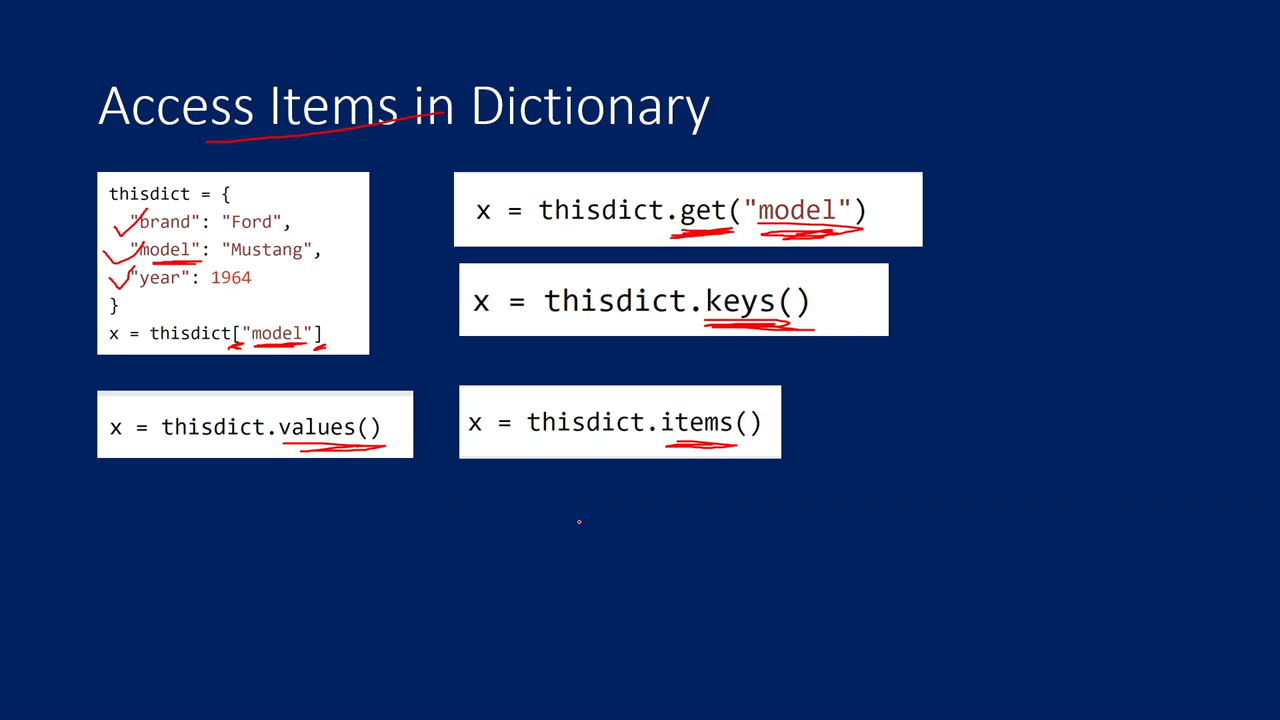 Access Items in Dictionary
thisdict = {
"brand": "Ford",
"model": "Mustang",
"year": 1964
}
x = thisdict["model"]
x = thisdict.get("model")
x = thisdict.keys()
x = thisdict.values()
x = thisdict.items()